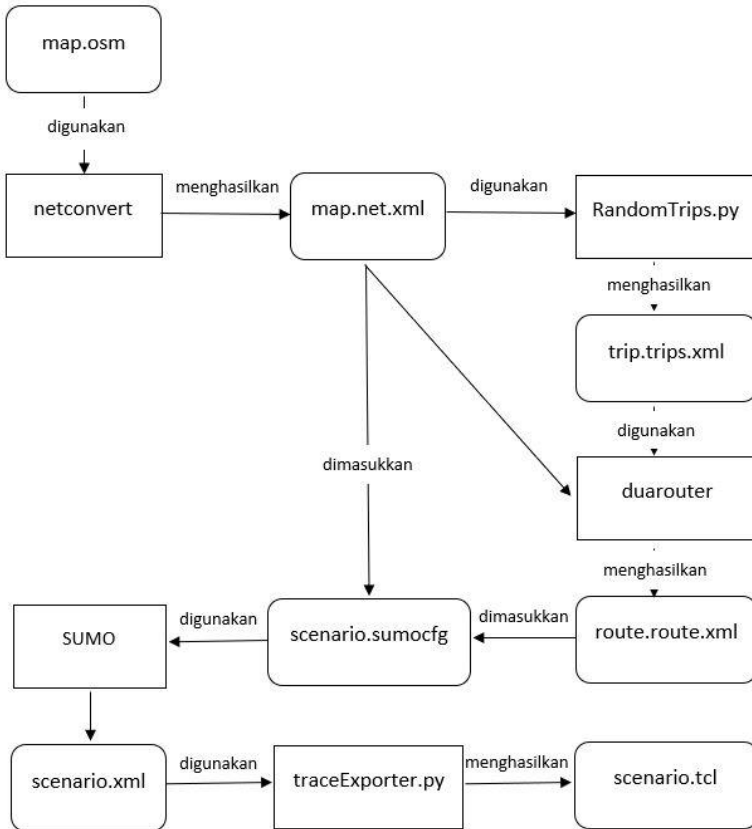 map.osm
digunakan
netconvert
menghasilkan
map.net.xml
digunakan
RandomTrips.py
menghasilkan
trip.trips.xml
digunakan
dimasukkan
duarouter
menghasilkan
SUMO
digunakan
scenario.sumocfg
dimasukkan
route.route.xml
scenario.xml
digunakan
traceExporter.py
menghasilkan
scenario.tcl